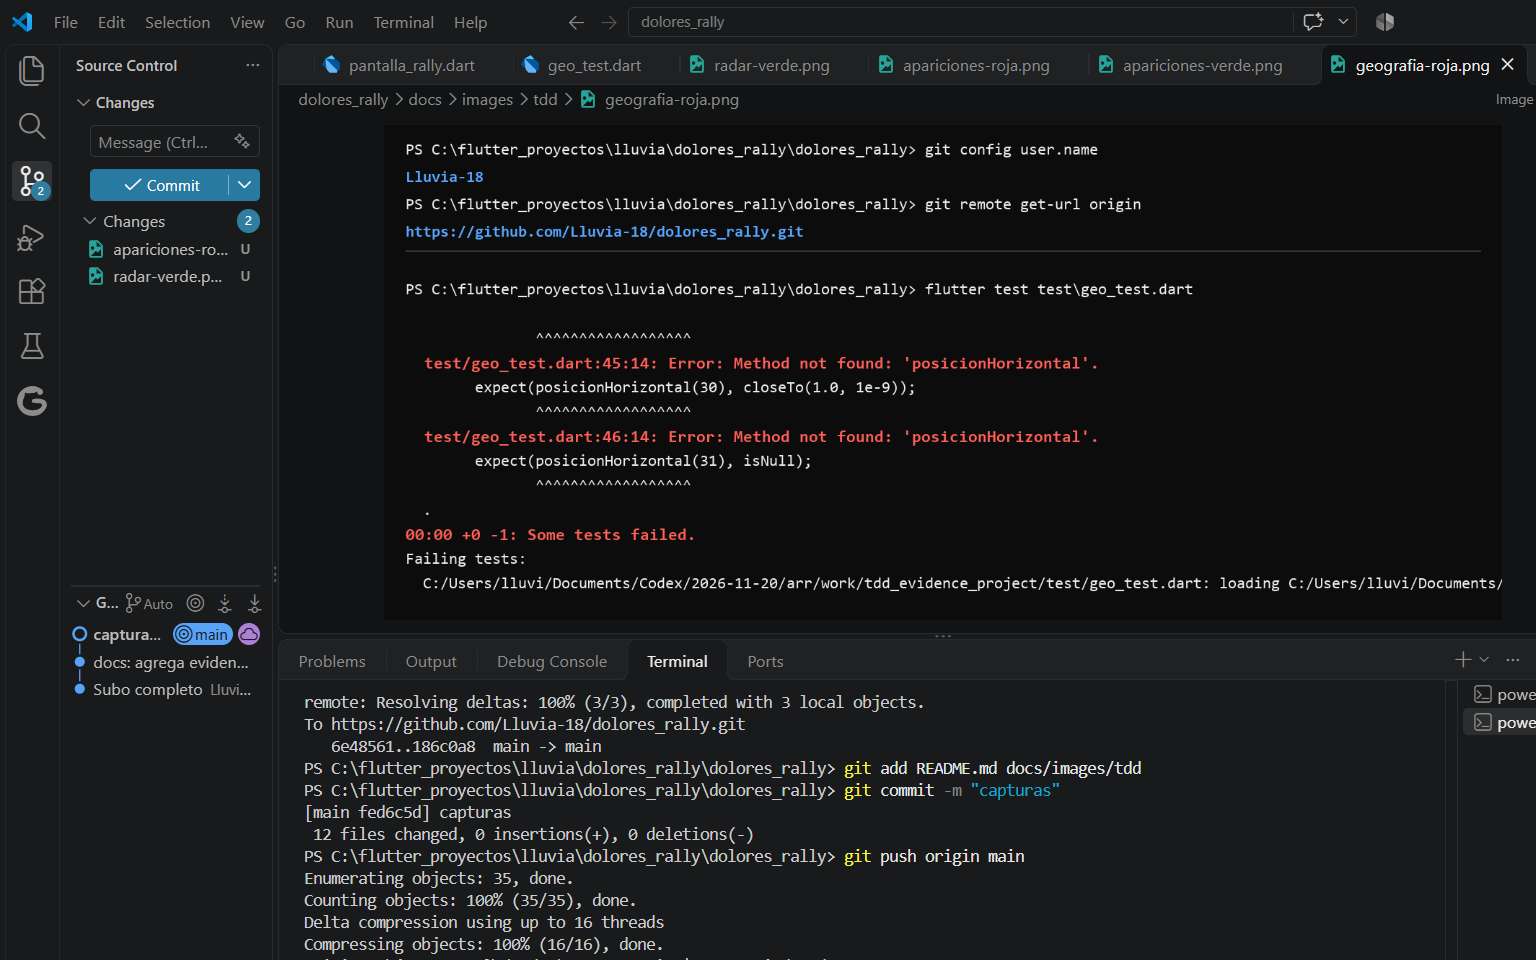 File Edit Selection View Go Run Terminal Help
dolores_rally
Source Control
pantalla_rally.dart
geo_test.dart
radar-verde.png
apariciones-roja.png
apariciones-verde.png
geografia-roja.png
Changes
Message (Ctrl...
Commit
Changes 2
apariciones-ro... U
radar-verde.p... U
2
G... Auto
captura... main
docs: agrega eviden...
Subo completo Lluvi...
dolores_rally > docs > images > tdd > geografia-roja.png
Image
PS C:\flutter_proyectos\lluvia\dolores_rally\dolores_rally> git config user.name
Lluvia-18
PS C:\flutter_proyectos\lluvia\dolores_rally\dolores_rally> git remote get-url origin
https://github.com/Lluvia-18/dolores_rally.git
PS C:\flutter_proyectos\lluvia\dolores_rally\dolores_rally> flutter test test\geo_test.dart
^^^^^^^^^^^^^^^^^^
test/geo_test.dart:45:14: Error: Method not found: 'posicionHorizontal'.
expect(posicionHorizontal(30), closeTo(1.0, 1e-9));
^^^^^^^^^^^^^^^^^^
test/geo_test.dart:46:14: Error: Method not found: 'posicionHorizontal'.
expect(posicionHorizontal(31), isNull);
^^^^^^^^^^^^^^^^^^
.
00:00 +0 -1: Some tests failed.
Failing tests:
C:/Users/lluvi/Documents/Codex/2026-11-20/arr/work/tdd_evidence_project/test/geo_test.dart: loading C:/Users/lluvi/Documents/
Problems Output Debug Console Terminal Ports
remote: Resolving deltas: 100% (3/3), completed with 3 local objects.
To https://github.com/Lluvia-18/dolores_rally.git
6e48561..186c0a8  main -> main
PS C:\flutter_proyectos\lluvia\dolores_rally\dolores_rally> git add README.md docs/images/tdd
PS C:\flutter_proyectos\lluvia\dolores_rally\dolores_rally> git commit -m "capturas"
[main fed6c5d] capturas
12 files changed, 0 insertions(+), 0 deletions(-)
PS C:\flutter_proyectos\lluvia\dolores_rally\dolores_rally> git push origin main
Enumerating objects: 35, done.
Counting objects: 100% (35/35), done.
Delta compression using up to 16 threads
Compressing objects: 100% (16/16), done.
powe
powe